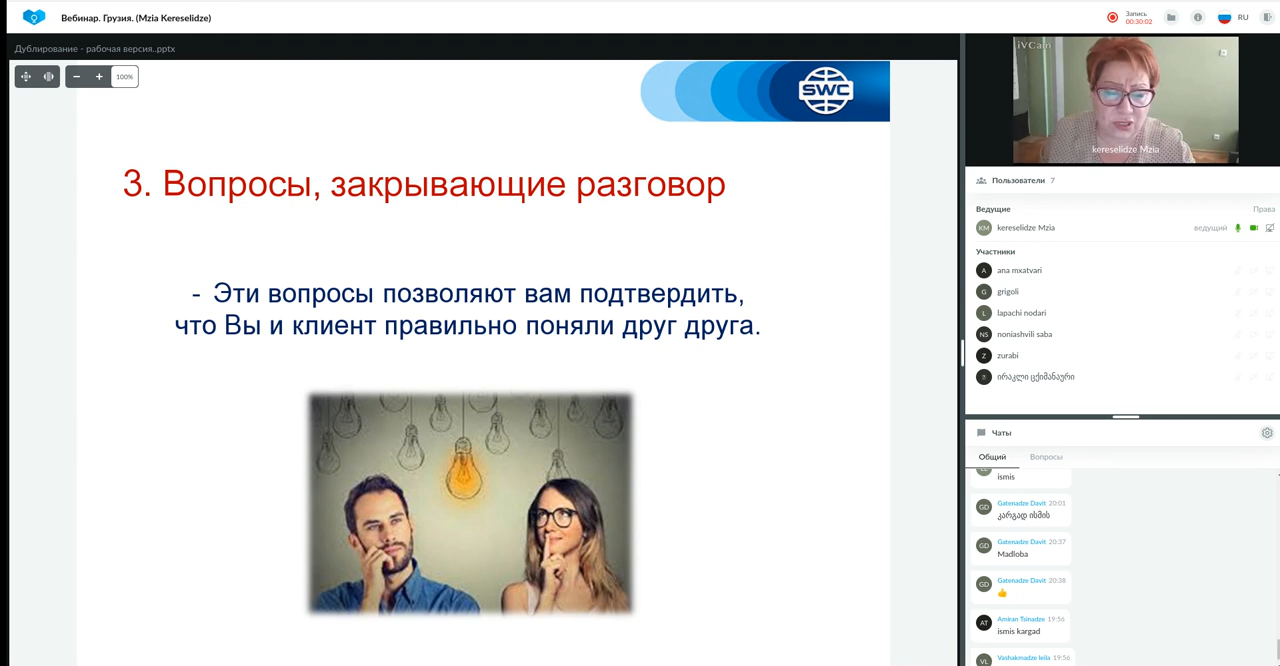 Вебинар. Грузия. (Mzia Kereselidze)
Запись
00:30:02
RU
Дублирование - рабочая версия..pptx
100%
SWC
3. Вопросы, закрывающие разговор
- Эти вопросы позволяют вам подтвердить,
что Вы и клиент правильно поняли друг друга.
iVCam
kereselidze Mzia
Пользователи 7
Ведущие Права
KM kereselidze Mzia ведущий
Участники
A ana mxatvari
G grigoli
L lapachi nodari
NS noniashvili saba
Z zurabi
ირაკლი ცქიმანაური
Чаты
Общий Вопросы
ismis
GD Gatenadze Davit 20:01
კარგად ისმის
GD Gatenadze Davit 20:37
Madloba
GD Gatenadze Davit 20:38
👍
AT Amiran Tsinadze 19:56
ismis kargad
VL Vashakmadze leila 19:56